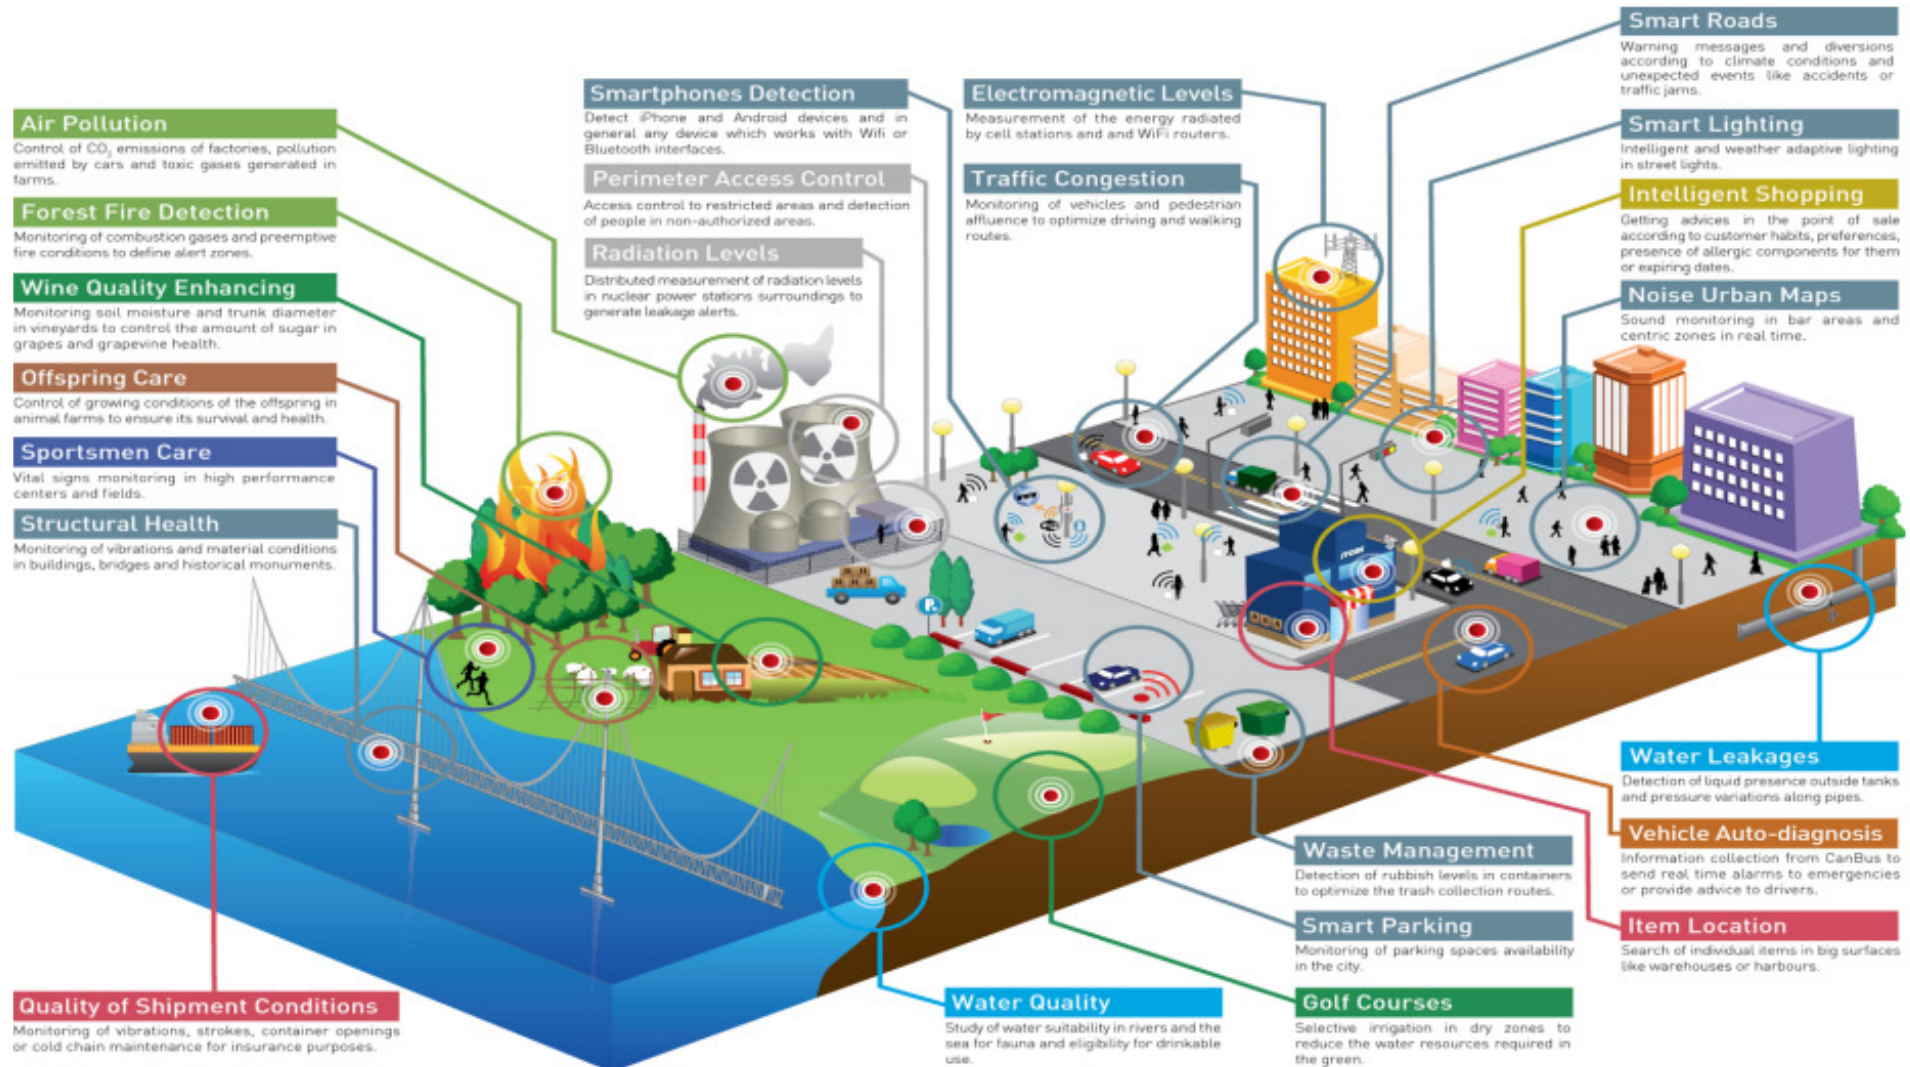 Air Pollution
Control of CO₂ emissions of factories, pollution
emitted by cars and toxic gases generated in
farms.
Forest Fire Detection
Monitoring of combustion gases and preemptive
fire conditions to define alert zones.
Wine Quality Enhancing
Monitoring soil moisture and trunk diameter
in vineyards to control the amount of sugar in
grapes and grapevine health.
Offspring Care
Control of growing conditions of the offspring in
animal farms to ensure its survival and health.
Sportsmen Care
Vital signs monitoring in high performance
centers and fields.
Structural Health
Monitoring of vibrations and material conditions
in buildings, bridges and historical monuments.
Quality of Shipment Conditions
Monitoring of vibrations, strokes, container openings
or cold chain maintenance for insurance purposes.
Smartphones Detection
Detect iPhone and Android devices and in
general any device which works with Wifi or
Bluetooth interfaces.
Perimeter Access Control
Access control to restricted areas and detection
of people in non-authorized areas.
Radiation Levels
Distributed measurement of radiation levels
in nuclear power stations surroundings to
generate leakage alerts.
Electromagnetic Levels
Measurement of the energy radiated
by cell stations and and WiFi routers.
Traffic Congestion
Monitoring of vehicles and pedestrian
affluence to optimize driving and walking
routes.
Smart Roads
Warning messages and diversions
according to climate conditions and
unexpected events like accidents or
traffic jams.
Smart Lighting
Intelligent and weather adaptive lighting
in street lights.
Intelligent Shopping
Getting advices in the point of sale
according to customer habits, preferences,
presence of allergic components for them
or expiring dates.
Noise Urban Maps
Sound monitoring in bar areas and
centric zones in real time.
Water Leakages
Detection of liquid presence outside tanks
and pressure variations along pipes.
Vehicle Auto-diagnosis
Information collection from CanBus to
send real time alarms to emergencies
or provide advice to drivers.
Item Location
Search of individual items in big surfaces
like warehouses or harbours.
Waste Management
Detection of rubbish levels in containers
to optimize the trash collection routes.
Smart Parking
Monitoring of parking spaces availability
in the city.
Golf Courses
Selective irrigation in dry zones to
reduce the water resources required in
the green.
Water Quality
Study of water suitability in rivers and the
sea for fauna and eligibility for drinkable
use.
P